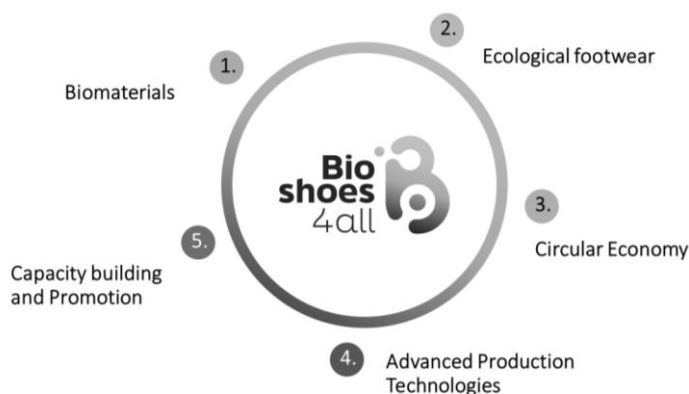 1.
Biomaterials
2.
Ecological footwear
3.
Circular Economy
4.
Advanced Production
Technologies
5.
Capacity building
and Promotion
Bio
shoes
4all